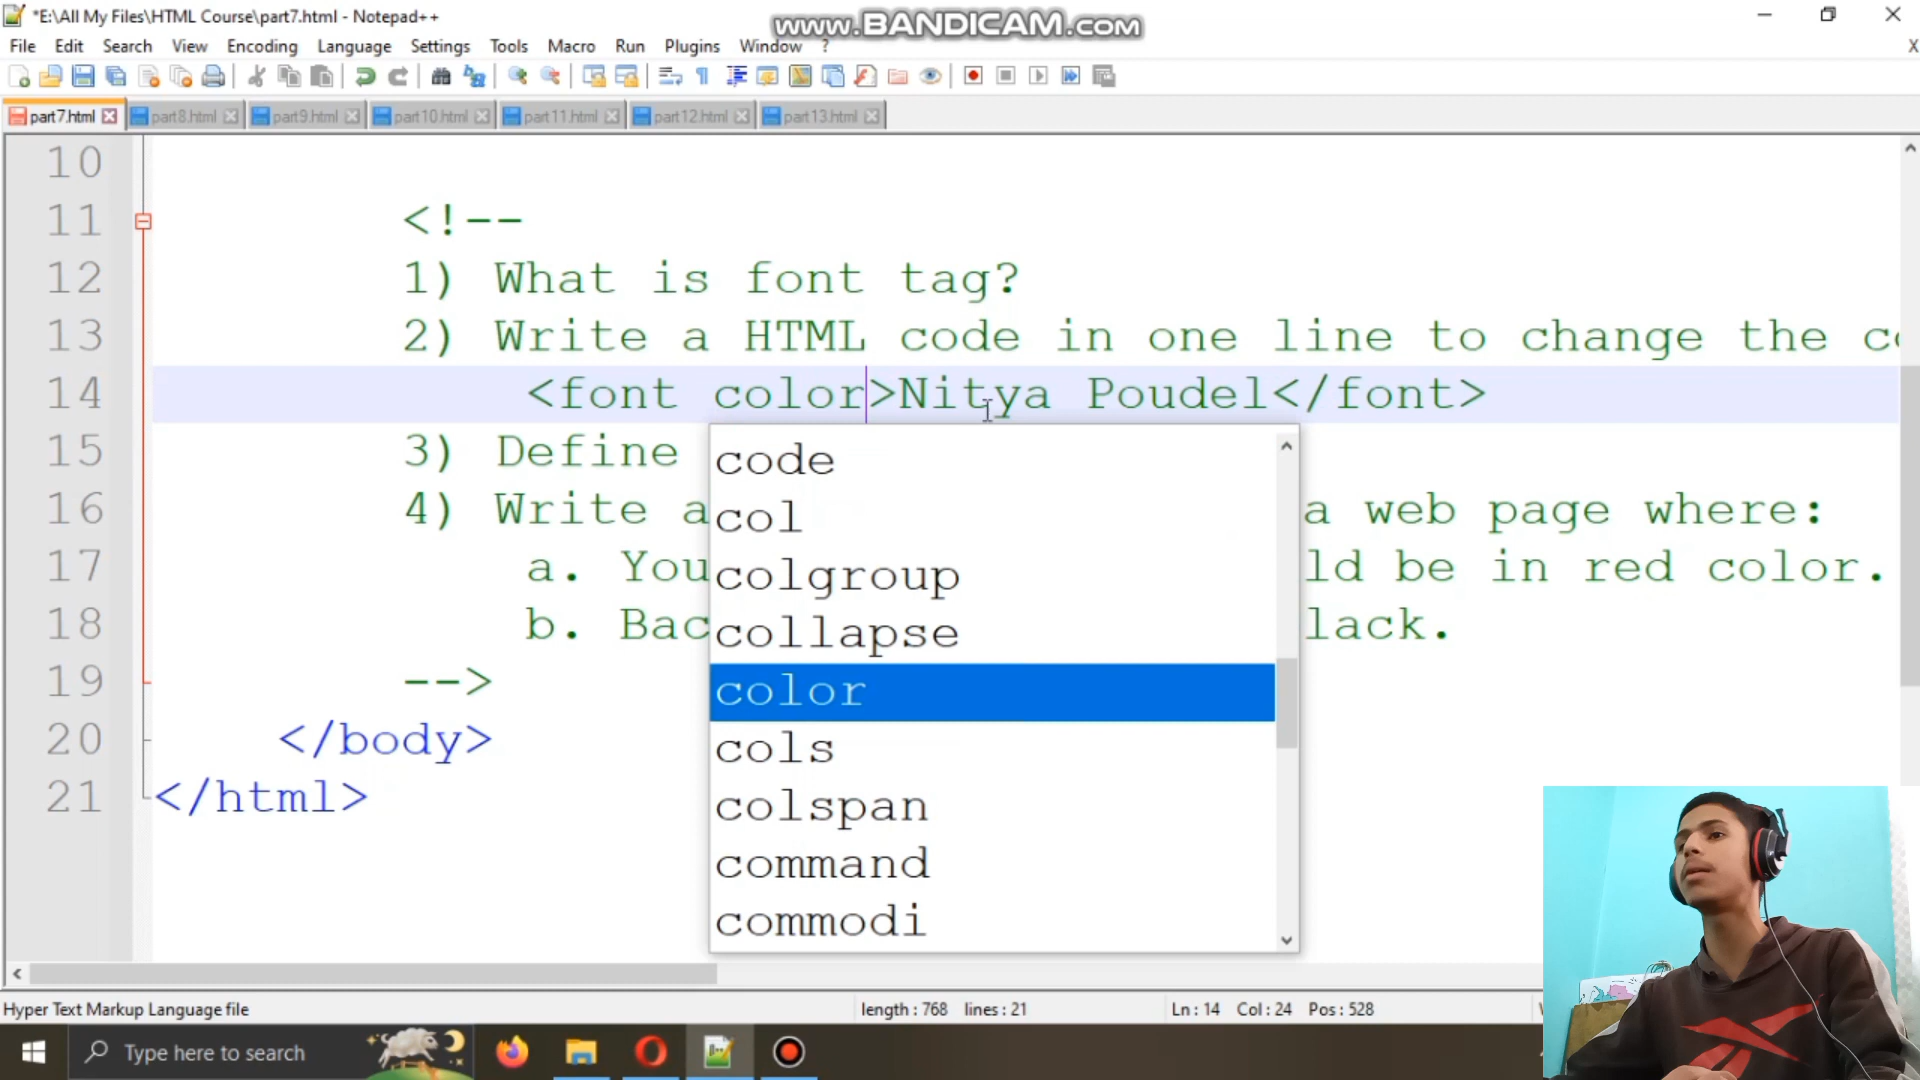 *E:\All My Files\HTML Course\part7.html - Notepad++
www.BANDICAM.com
File Edit Search View Encoding Language Settings Tools Macro Run Plugins Window ? X
part7.html part8.html part9.html part10.html part11.html part12.html part13.html
10
11 <!--
12 1) What is font tag?
13 2) Write a HTML code in one line to change the co
14 <font color>Nitya Poudel</font>
15 3) Define
16 4) Write a a web page where:
17 a. You ld be in red color.
18 b. Bac lack.
19 -->
20 </body>
21 </html>
code
col
colgroup
collapse
color
cols
colspan
command
commodi
Hyper Text Markup Language file length : 768 lines : 21 Ln : 14 Col : 24 Pos : 528
Type here to search